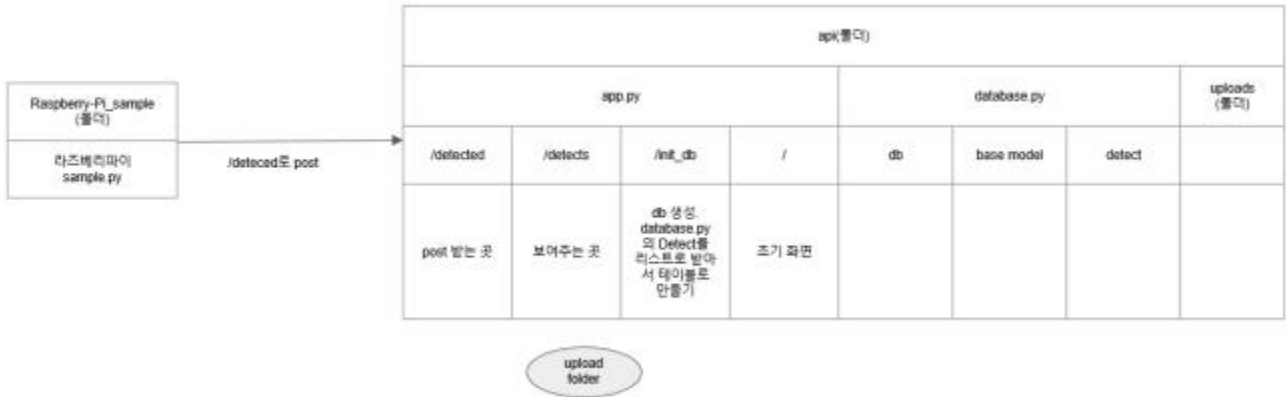 api(폴더)
Raspberry-Pi_sample
(폴더)
라즈베리파이
sample.py
/deteced로 post
app.py
database.py
uploads
(폴더)
/detected
/detects
/init_db
/
db
base model
detect
post 받는 곳
보여주는 곳
db 생성.
database.py
의 Detect를
리스트로 받아
서 테이블로
만들기
초기 화면
upload
folder